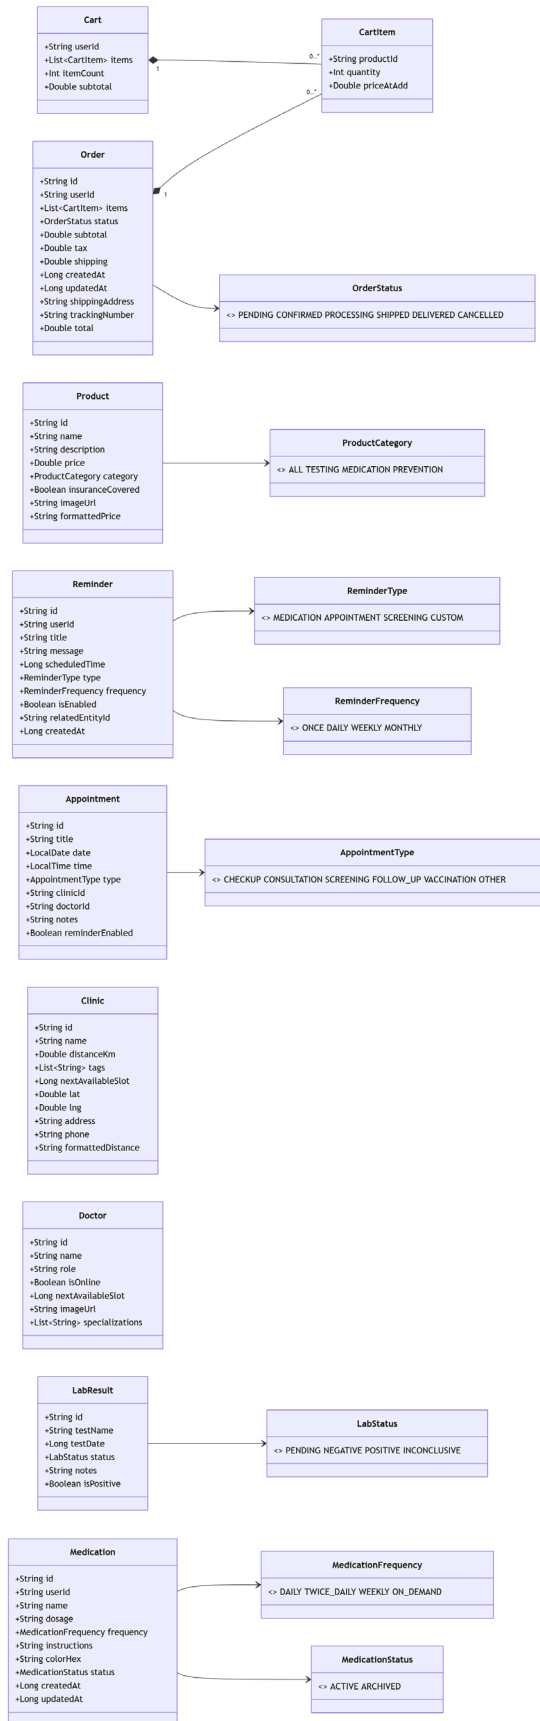 Cart
+String userId
+List<CartItem> items
+Int itemCount
+Double subtotal
1
0..*
CartItem
+String productId
+Int quantity
+Double priceAtAdd
0..*
Order
+String id
+String userId
+List<CartItem> items
+OrderStatus status
+Double subtotal
+Double tax
+Double shipping
+Long createdAt
+Long updatedAt
+String shippingAddress
+String trackingNumber
+Double total
1
OrderStatus
<> PENDING CONFIRMED PROCESSING SHIPPED DELIVERED CANCELLED
Product
+String id
+String name
+String description
+Double price
+ProductCategory category
+Boolean insuranceCovered
+String imageUrl
+String formattedPrice
ProductCategory
<> ALL TESTING MEDICATION PREVENTION
Reminder
+String id
+String userId
+String title
+String message
+Long scheduledTime
+ReminderType type
+ReminderFrequency frequency
+Boolean isEnabled
+String relatedEntityId
+Long createdAt
ReminderType
<> MEDICATION APPOINTMENT SCREENING CUSTOM
ReminderFrequency
<> ONCE DAILY WEEKLY MONTHLY
Appointment
+String id
+String title
+LocalDate date
+LocalTime time
+AppointmentType type
+String clinicId
+String doctorId
+String notes
+Boolean reminderEnabled
AppointmentType
<> CHECKUP CONSULTATION SCREENING FOLLOW_UP VACCINATION OTHER
Clinic
+String id
+String name
+Double distanceKm
+List<String> tags
+Long nextAvailableSlot
+Double lat
+Double lng
+String address
+String phone
+String formattedDistance
Doctor
+String id
+String name
+String role
+Boolean isOnline
+Long nextAvailableSlot
+String imageUrl
+List<String> specializations
LabResult
+String id
+String testName
+Long testDate
+LabStatus status
+String notes
+Boolean isPositive
LabStatus
<> PENDING NEGATIVE POSITIVE INCONCLUSIVE
Medication
+String id
+String userId
+String name
+String dosage
+MedicationFrequency frequency
+String instructions
+String colorHex
+MedicationStatus status
+Long createdAt
+Long updatedAt
MedicationFrequency
<> DAILY TWICE_DAILY WEEKLY ON_DEMAND
MedicationStatus
<> ACTIVE ARCHIVED